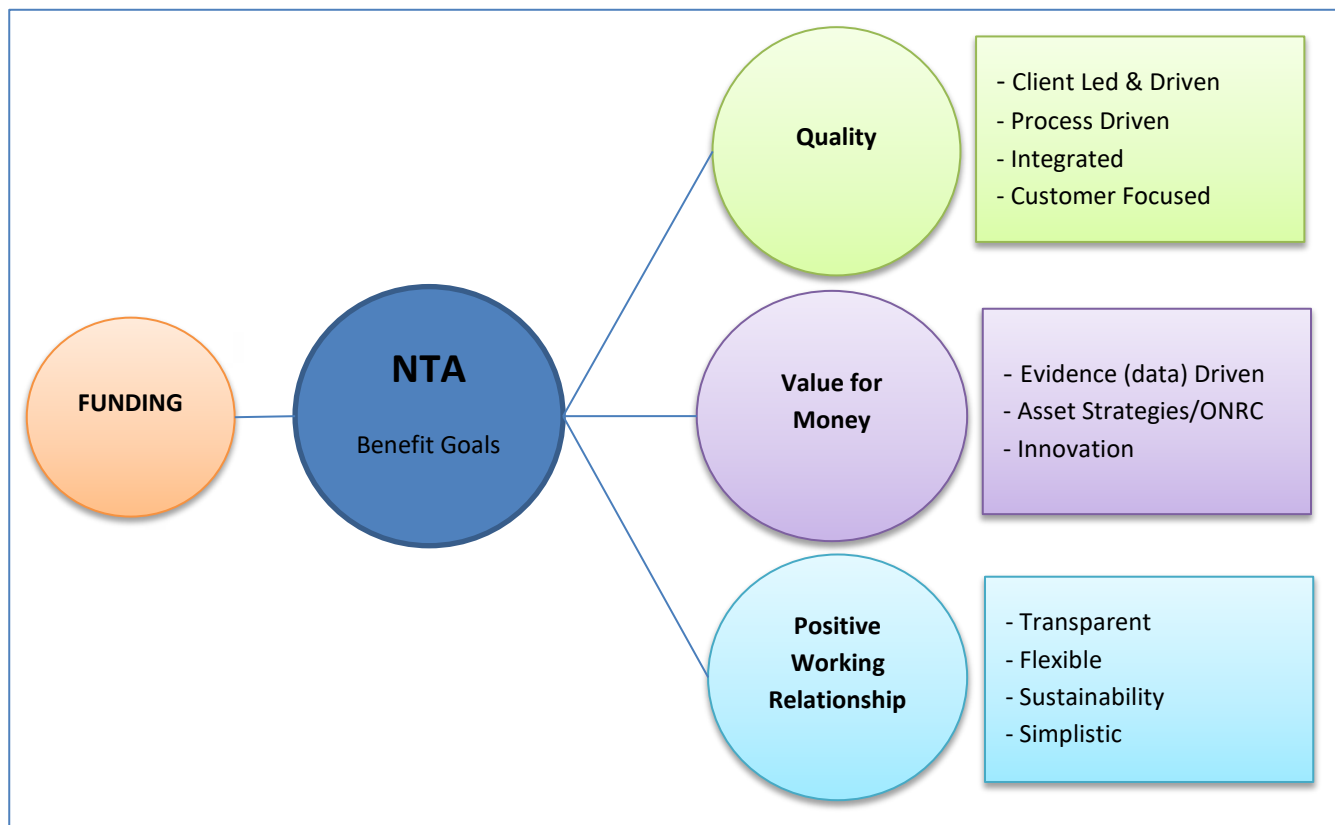 FUNDING
NTA
Benefit Goals
Quality
- Client Led & Driven
- Process Driven
- Integrated
- Customer Focused
Value for
Money
- Evidence (data) Driven
- Asset Strategies/ONRC
- Innovation
Positive
Working
Relationship
- Transparent
- Flexible
- Sustainability
- Simplistic